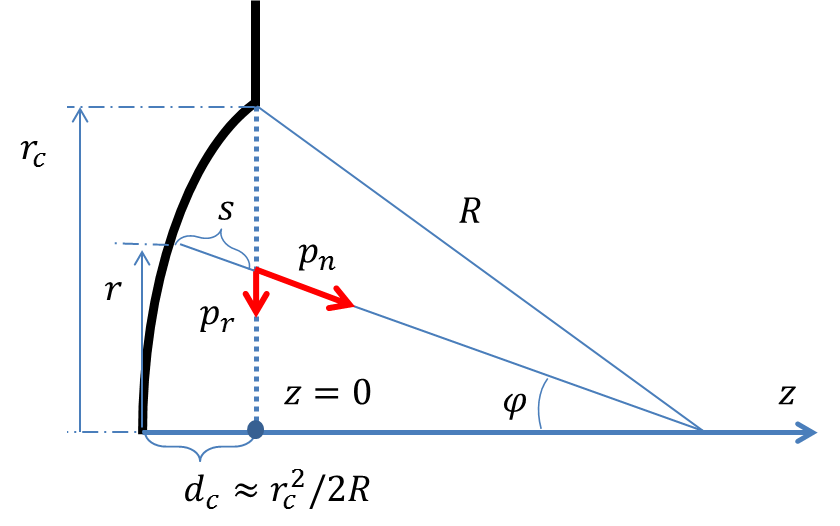 r_c
R
s
p_n
r
p_r
z = 0
φ
z
d_c ≈ r_c^2/2R